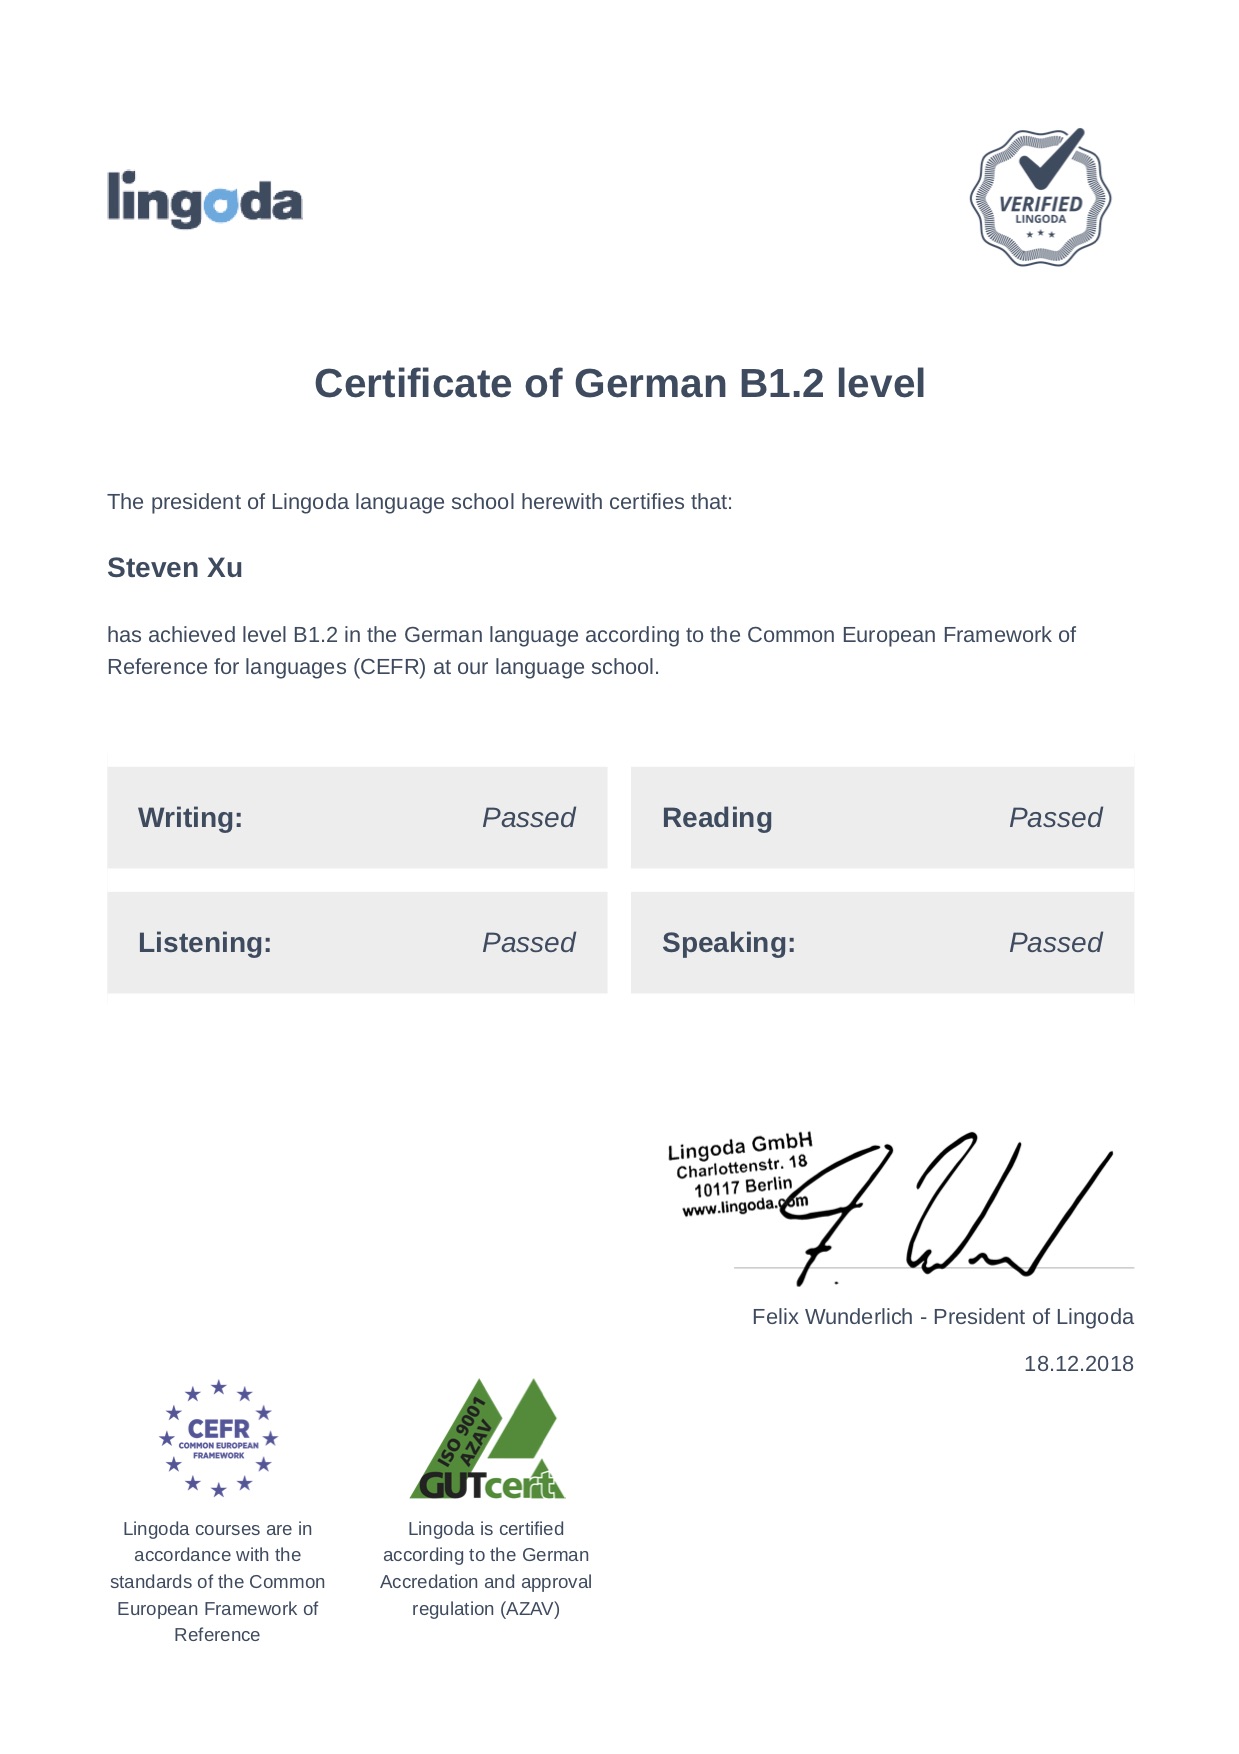 lingoda
VERIFIED
LINGODA
Certificate of German B1.2 level
The president of Lingoda language school herewith certifies that:
Steven Xu
has achieved level B1.2 in the German language according to the Common European Framework of
Reference for languages (CEFR) at our language school.
Writing: Passed
Reading Passed
Listening: Passed
Speaking: Passed
Lingoda GmbH
Charlottenstr. 18
10117 Berlin
www.lingoda.com
F. Wund
Felix Wunderlich - President of Lingoda
18.12.2018
CEFR
COMMON EUROPEAN
FRAMEWORK
ISO 9001
AZAV
GUTcert
Lingoda courses are in
accordance with the
standards of the Common
European Framework of
Reference
Lingoda is certified
according to the German
Accredation and approval
regulation (AZAV)